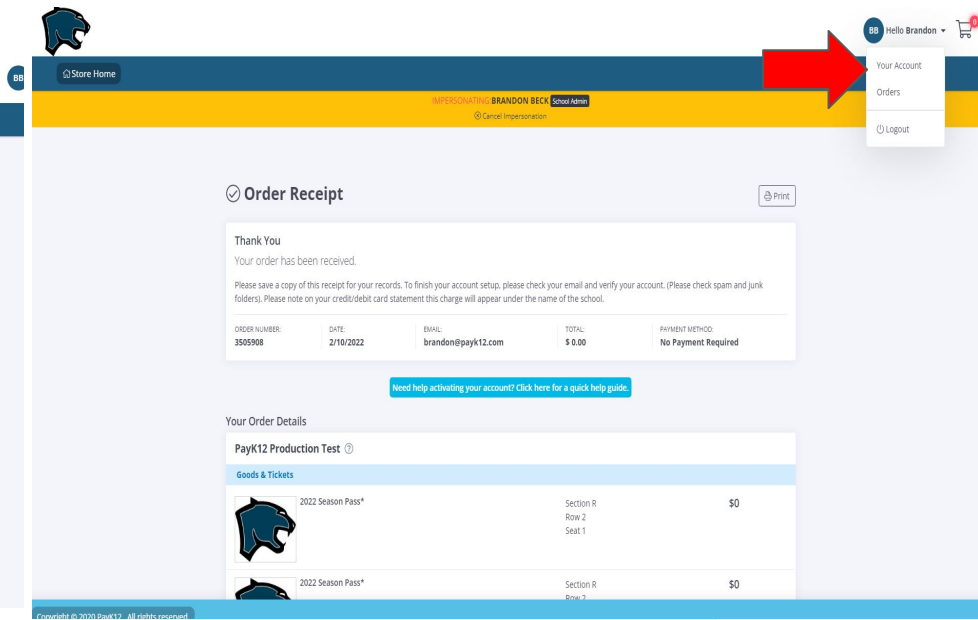 BB Hello Brandon
0
Your Account
Orders
Logout
BB
Store Home
IMPERSONATING: BRANDON BECK School Admin
Cancel Impersonation
Order Receipt
Print
Thank You
Your order has been received.
Please save a copy of this receipt for your records. To finish your account setup, please check your email and verify your account. (Please check spam and junk
folders). Please note on your credit/debit card statement this charge will appear under the name of the school.
ORDER NUMBER: DATE: EMAIL: TOTAL: PAYMENT METHOD:
3505908 2/10/2022 brandon@payk12.com $ 0.00 No Payment Required
Need help activating your account? Click here for a quick help guide.
Your Order Details
PayK12 Production Test ?
Goods & Tickets
2022 Season Pass* Section R $0
Row 2
Seat 1
2022 Season Pass* Section R $0
Row 2
Copyright © 2020 PayK12. All rights reserved.